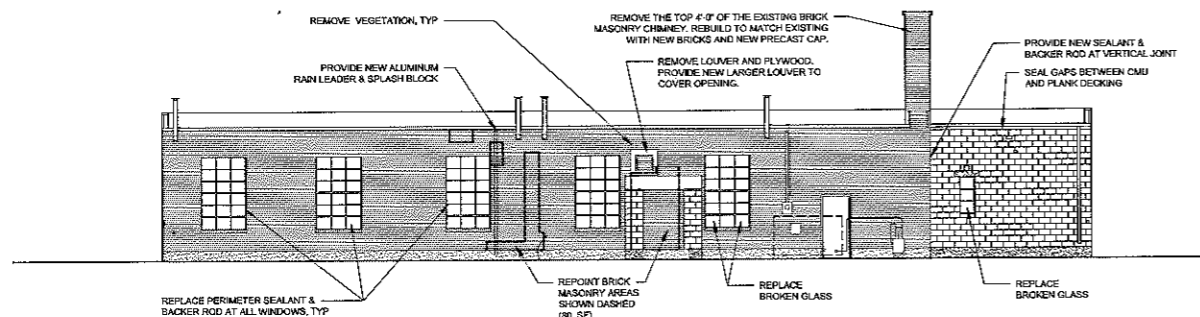 REMOVE VEGETATION, TYP
PROVIDE NEW ALUMINUM
RAIN LEADER & SPLASH BLOCK
REMOVE THE TOP 4'-0" OF THE EXISTING BRICK
MASONRY CHIMNEY. REBUILD TO MATCH EXISTING
WITH NEW BRICKS AND NEW PRECAST CAP.
REMOVE LOUVER AND PLYWOOD.
PROVIDE NEW LARGER LOUVER TO
COVER OPENING.
PROVIDE NEW SEALANT &
BACKER ROD AT VERTICAL JOINT
SEAL GAPS BETWEEN CMU
AND PLANK DECKING
REPLACE PERIMETER SEALANT &
BACKER ROD AT ALL WINDOWS, TYP
REPOINT BRICK
MASONRY AREAS
SHOWN DASHED
(80 SF)
REPLACE
BROKEN GLASS
REPLACE
BROKEN GLASS